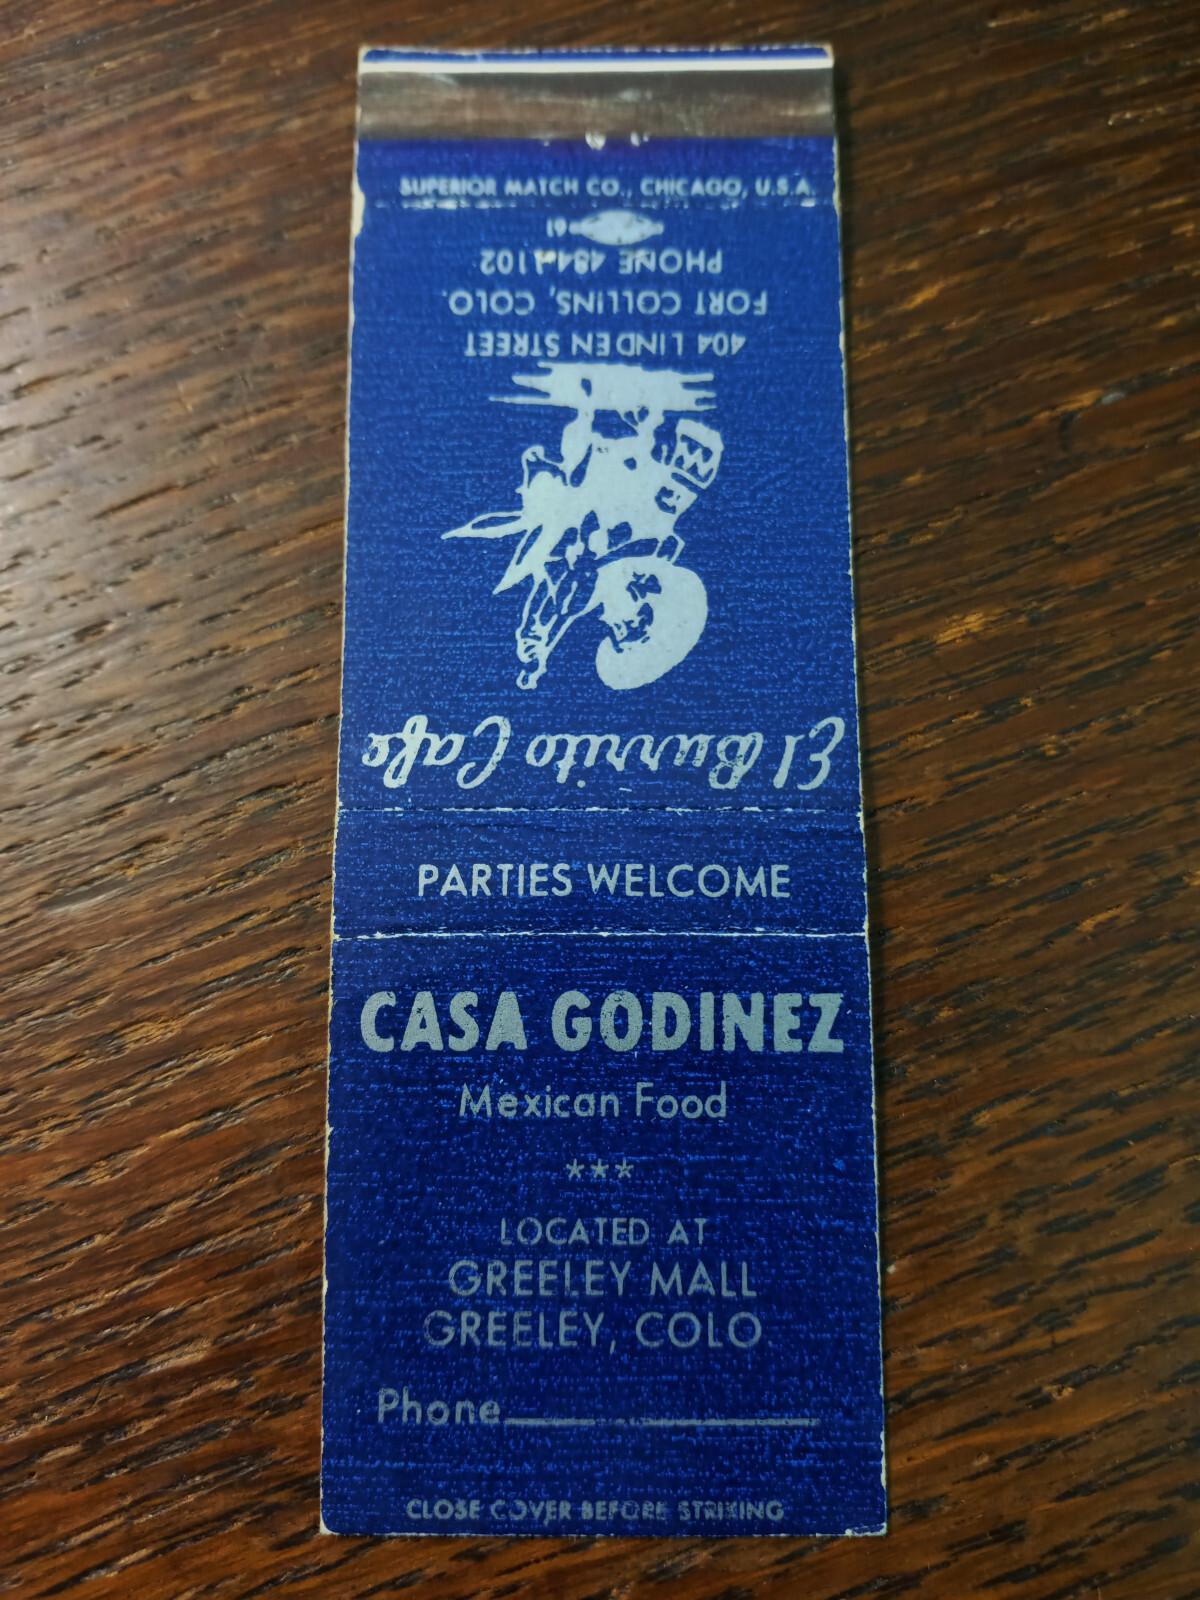 SUPERIOR MATCH CO., CHICAGO, U.S.A.
El Burrito Cafe
404 LINDEN STREET
FORT COLLINS, COLO.
PHONE 484-1102
61
PARTIES WELCOME
CASA GODINEZ
Mexican Food
***
LOCATED AT
GREELEY MALL
GREELEY, COLO
Phone
CLOSE COVER BEFORE STRIKING